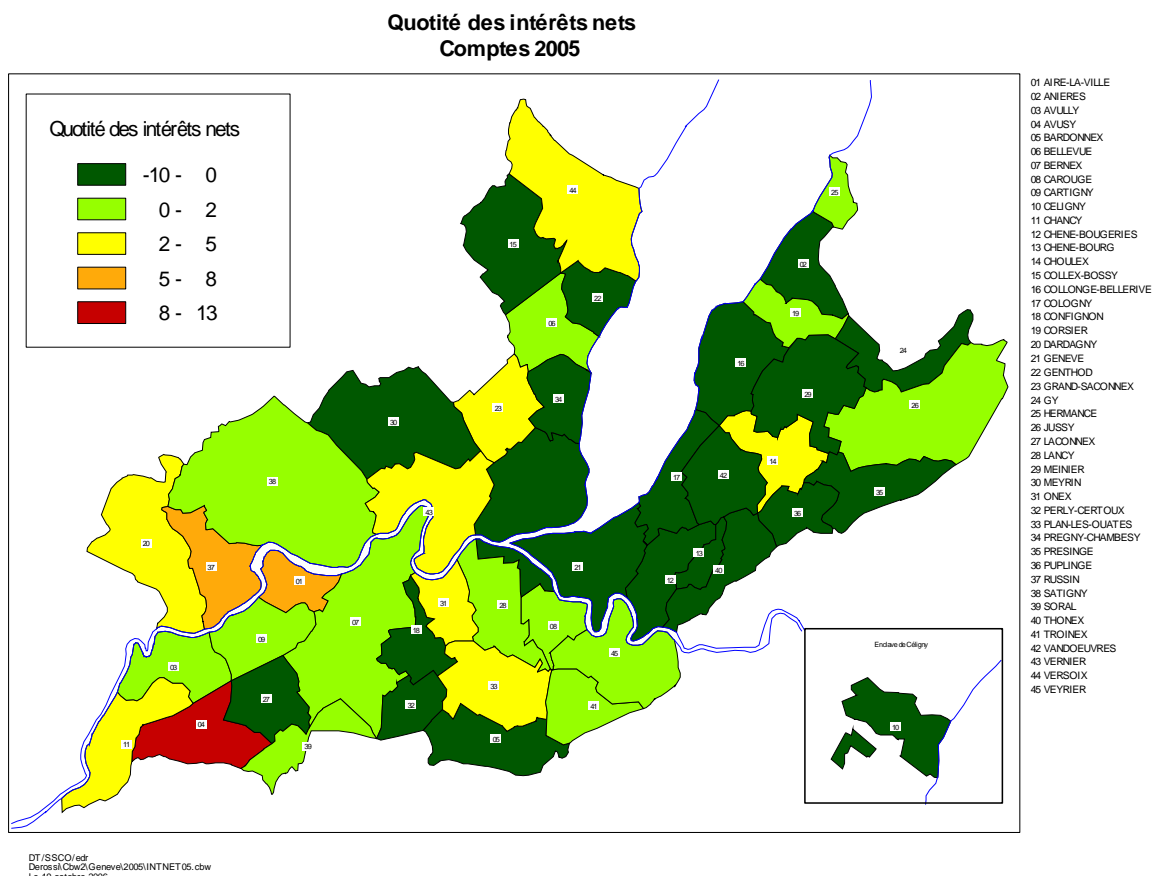 Quotité des intérêts nets
Comptes 2005
Quotité des intérêts nets
-10 - 0
0 - 2
2 - 5
5 - 8
8 - 13
01 AIRE-LA-VILLE
02 ANIERES
03 AVULLY
04 AVUSY
05 BARDONNEX
06 BELLEVUE
07 BERNEX
08 CAROUGE
09 CARTIGNY
10 CELIGNY
11 CHANCY
12 CHENE-BOUGERIES
13 CHENE-BOURG
14 CHOULEX
15 COLLEX-BOSSY
16 COLLONGE-BELLERIVE
17 COLOGNY
18 CONFIGNON
19 CORSIER
20 DARDAGNY
21 GENEVE
22 GENTHOD
23 GRAND-SACONNEX
24 GY
25 HERMANCE
26 JUSSY
27 LACONNEX
28 LANCY
29 MEINIER
30 MEYRIN
31 ONEX
32 PERLY-CERTOUX
33 PLAN-LES-OUATES
34 PREGNY-CHAMBESY
35 PRESINGE
36 PUPLINGE
37 RUSSIN
38 SATIGNY
39 SORAL
40 THONEX
41 TROINEX
42 VANDOEUVRES
43 VERNIER
44 VERSOIX
45 VEYRIER
44
25
15
02
22
19
06
24
16
34
29
26
23
30
14
17
42
38
35
43
36
20
13
37
21
40
01
12
31
28
07
08
18
09
45
03
33
27
32
41
04
05
11
39
Enclave de Céligny
10
DT/SSCO/edr
Derossi\Cbw2\Geneve\2005\INTNET05.cbw